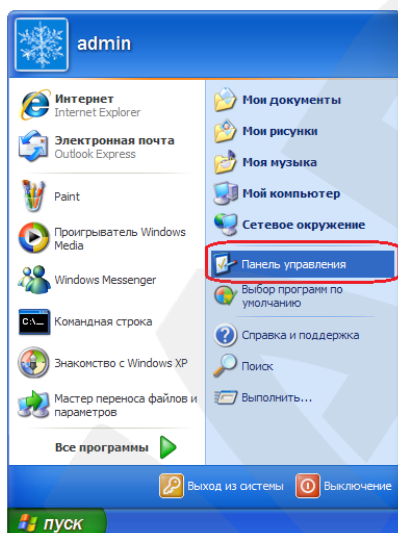 admin
Интернет
Internet Explorer
Электронная почта
Outlook Express
Paint
Проигрыватель Windows
Media
Windows Messenger
C:\_
Командная строка
Знакомство с Windows XP
Мастер переноса файлов и
параметров
Все программы
Мои документы
Мои рисунки
Моя музыка
Мой компьютер
Сетевое окружение
Панель управления
Выбор программ по
умолчанию
Справка и поддержка
Поиск
Выполнить...
Выход из системы
Выключение
пуск